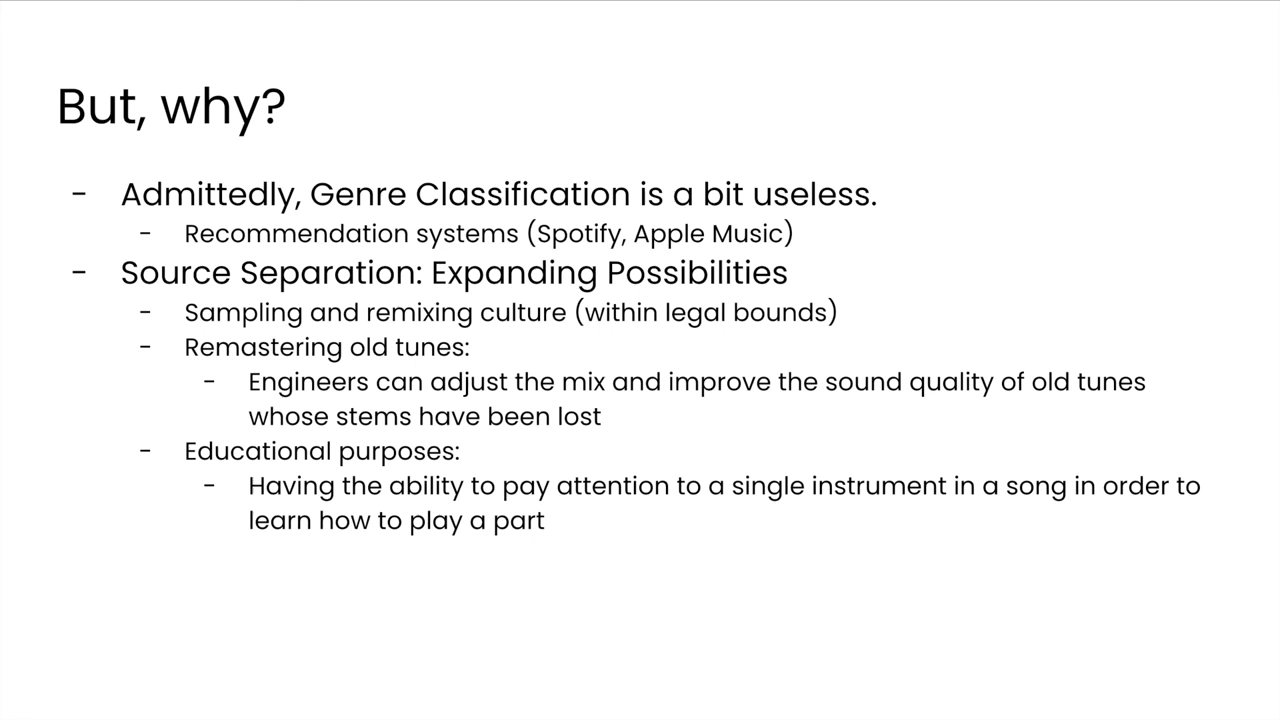 But, why?
- Admittedly, Genre Classification is a bit useless.
- Recommendation systems (Spotify, Apple Music)
- Source Separation: Expanding Possibilities
- Sampling and remixing culture (within legal bounds)
- Remastering old tunes:
- Engineers can adjust the mix and improve the sound quality of old tunes
whose stems have been lost
- Educational purposes:
- Having the ability to pay attention to a single instrument in a song in order to
learn how to play a part